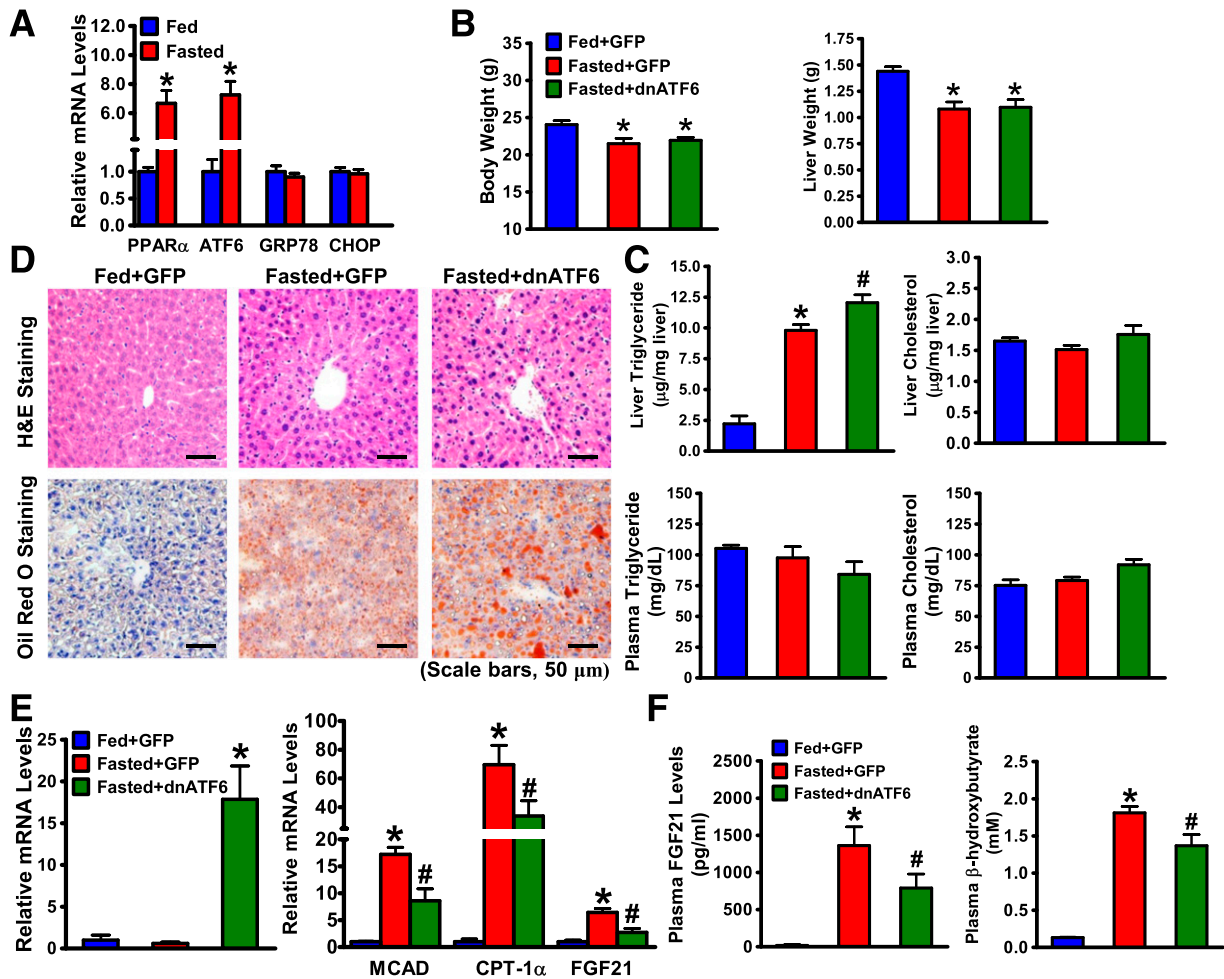 A
Relative mRNA Levels
12.0
10.0
8.0
6.0
1.0
0.5
0.0
Fed
Fasted
*
*
PPARα ATF6 GRP78 CHOP
B
Body Weight (g)
35
30
25
20
15
10
Fed+GFP
Fasted+GFP
Fasted+dnATF6
*
*
Liver Weight (g)
1.75
1.50
1.25
1.00
0.75
0.50
0.25
0.00
*
*
D
Fed+GFP Fasted+GFP Fasted+dnATF6
H&E Staining
Oil Red O Staining
(Scale bars, 50 μm)
C
Liver Triglyceride
(μg/mg liver)
15.0
12.5
10.0
7.5
5.0
2.5
0.0
*
#
Liver Cholesterol
(μg/mg liver)
3.0
2.5
2.0
1.5
1.0
0.5
0.0
Plasma Triglyceride
(mg/dL)
150
125
100
75
50
25
0
Plasma Cholesterol
(mg/dL)
150
125
100
75
50
25
0
E
Relative mRNA Levels
25
20
15
10
5
0
Fed+GFP
Fasted+GFP
Fasted+dnATF6
*
Relative mRNA Levels
100
80
60
40
20
15
10
5
0
*
#
*
#
*
#
MCAD CPT-1α FGF21
F
Plasma FGF21 Levels
(pg/ml)
2500
2000
1500
1000
500
0
Fed+GFP
Fasted+GFP
Fasted+dnATF6
*
#
Plasma β-hydroxybutyrate
(mM)
2.5
2.0
1.5
1.0
0.5
0.0
*
#